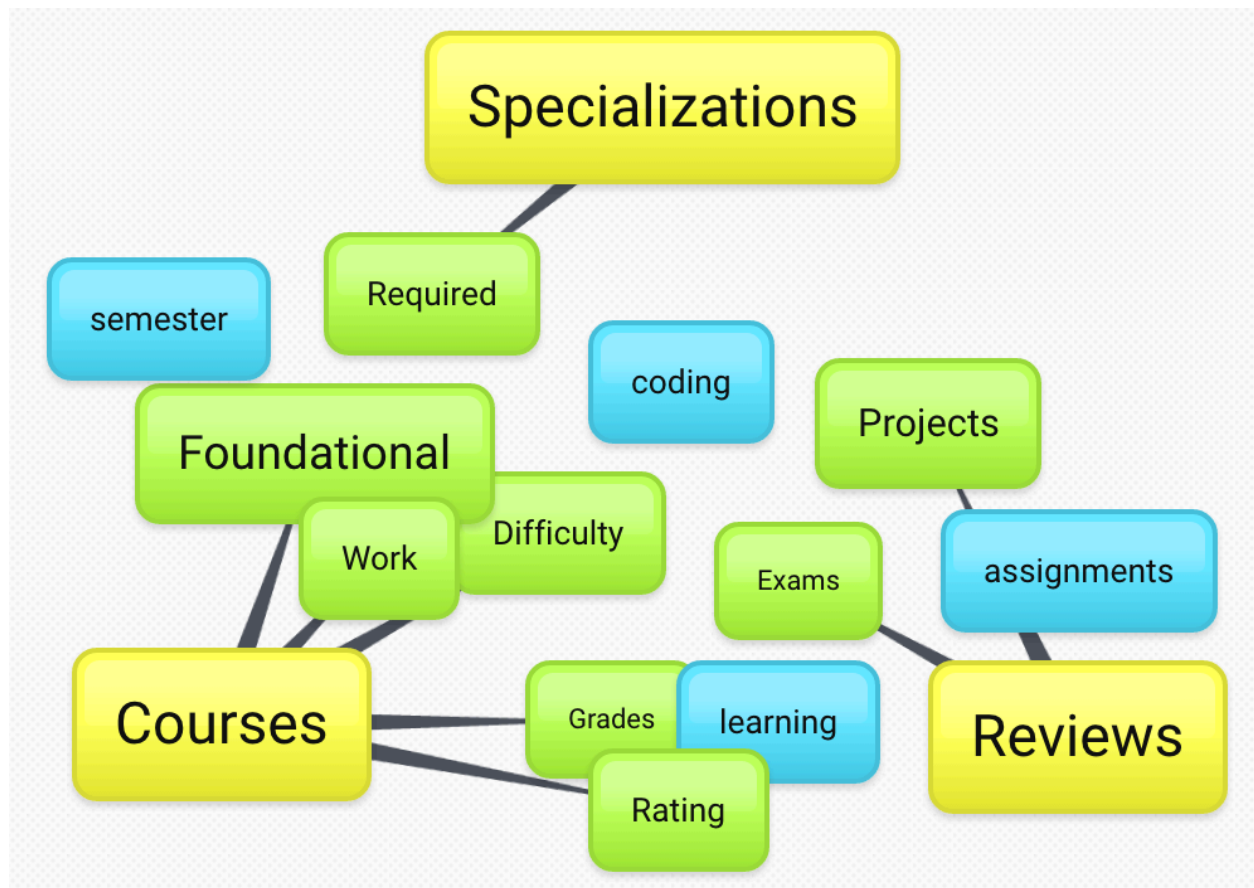 Specializations
Required
semester
coding
Projects
Foundational
Difficulty
Work
Exams
assignments
Courses
Grades
learning
Reviews
Rating